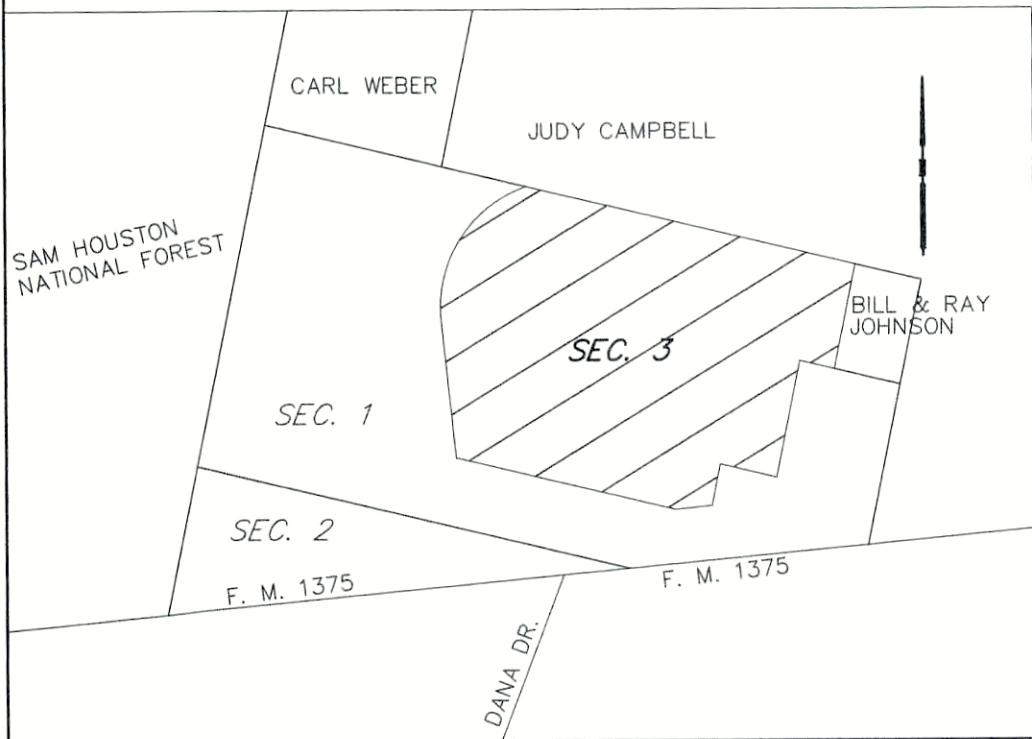 CARL WEBER
JUDY CAMPBELL
SAM HOUSTON
NATIONAL FOREST
BILL & RAY
JOHNSON
SEC. 3
SEC. 1
SEC. 2
F. M. 1375
F. M. 1375
DANA DR.